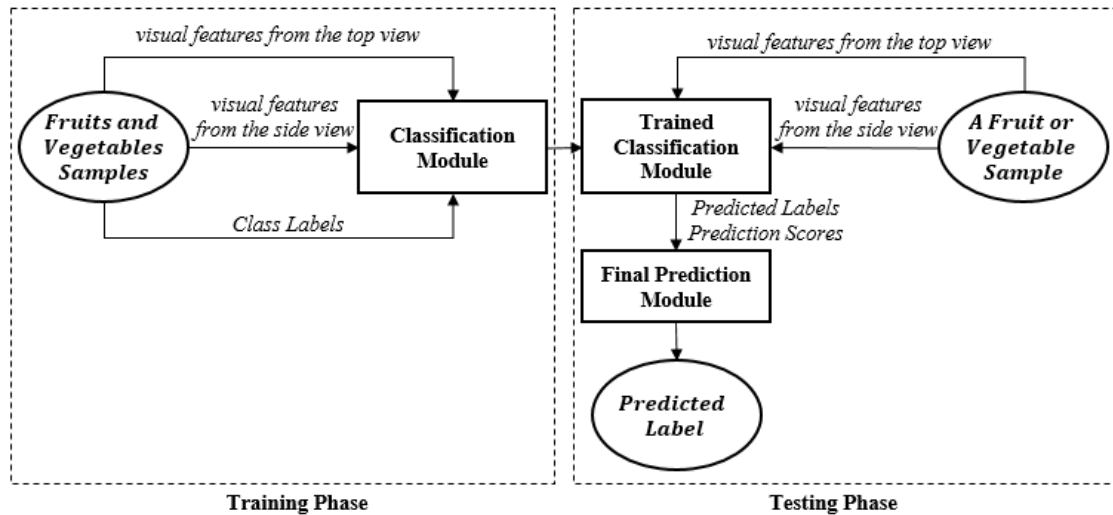 visual features from the top view
Fruits and
Vegetables
Samples
visual features
from the side view
Classification
Module
Class Labels
Training Phase
visual features from the top view
Trained
Classification
Module
visual features
from the side view
A Fruit or
Vegetable
Sample
Predicted Labels
Prediction Scores
Final Prediction
Module
Predicted
Label
Testing Phase